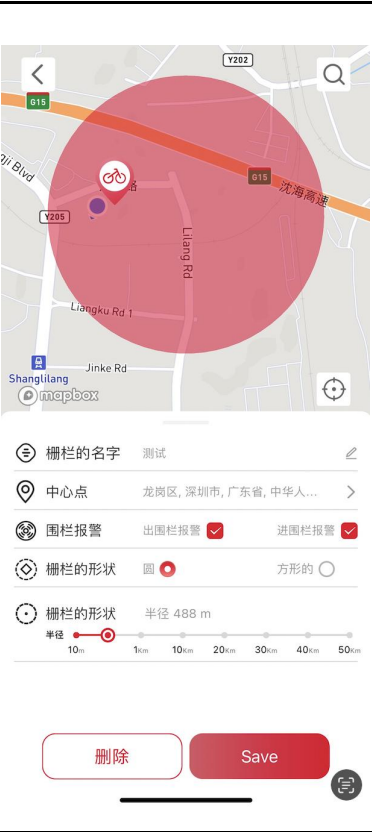 Y202
G15
ji Blvd
路
G15
沈海高速
Y205
Lilang Rd
Liangku Rd 1
Jinke Rd
Shanglilang
mapbox
栅栏的名字 测试
中心点 龙岗区, 深圳市, 广东省, 中华人...
围栏报警 出围栏报警 进围栏报警
栅栏的形状 圆 方形的
栅栏的形状 半径 488 m
半径
10m 1Km 10Km 20Km 30Km 40Km 50Km
删除 Save